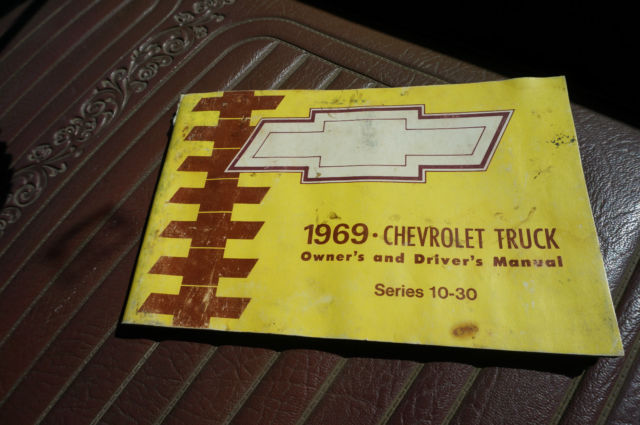 1969 • CHEVROLET TRUCK
Owner's and Driver's Manual
Series 10-30